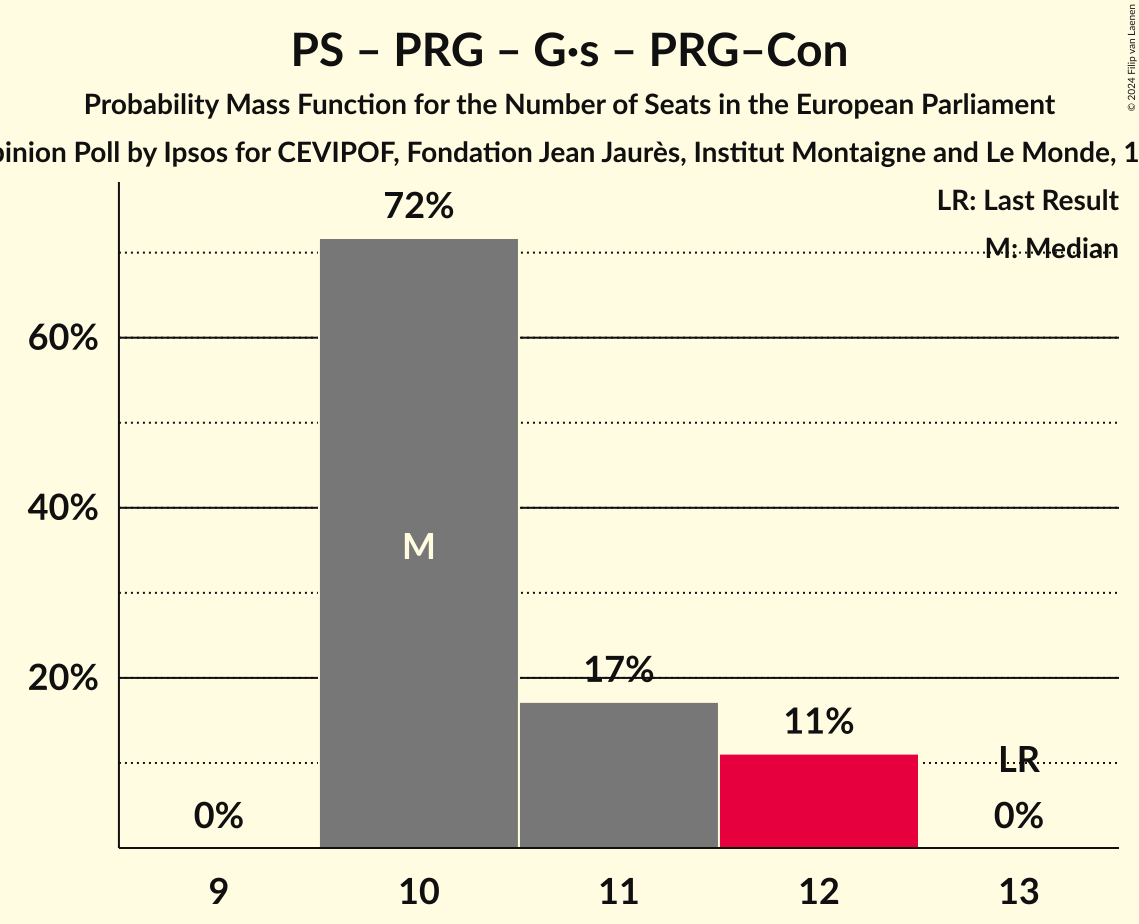 PS – PRG – G·s – PRG–Con
Probability Mass Function for the Number of Seats in the European Parliament
Poll by Ipsos for CEVIPOF, Fondation Jean Jaurès, Institut Montaigne and Le Monde, 1
© 2024 Filip van Laenen
LR: Last Result
M: Median
72%
60%
40%
M
20%
17%
11%
LR
0%
0%
9
10
11
12
13